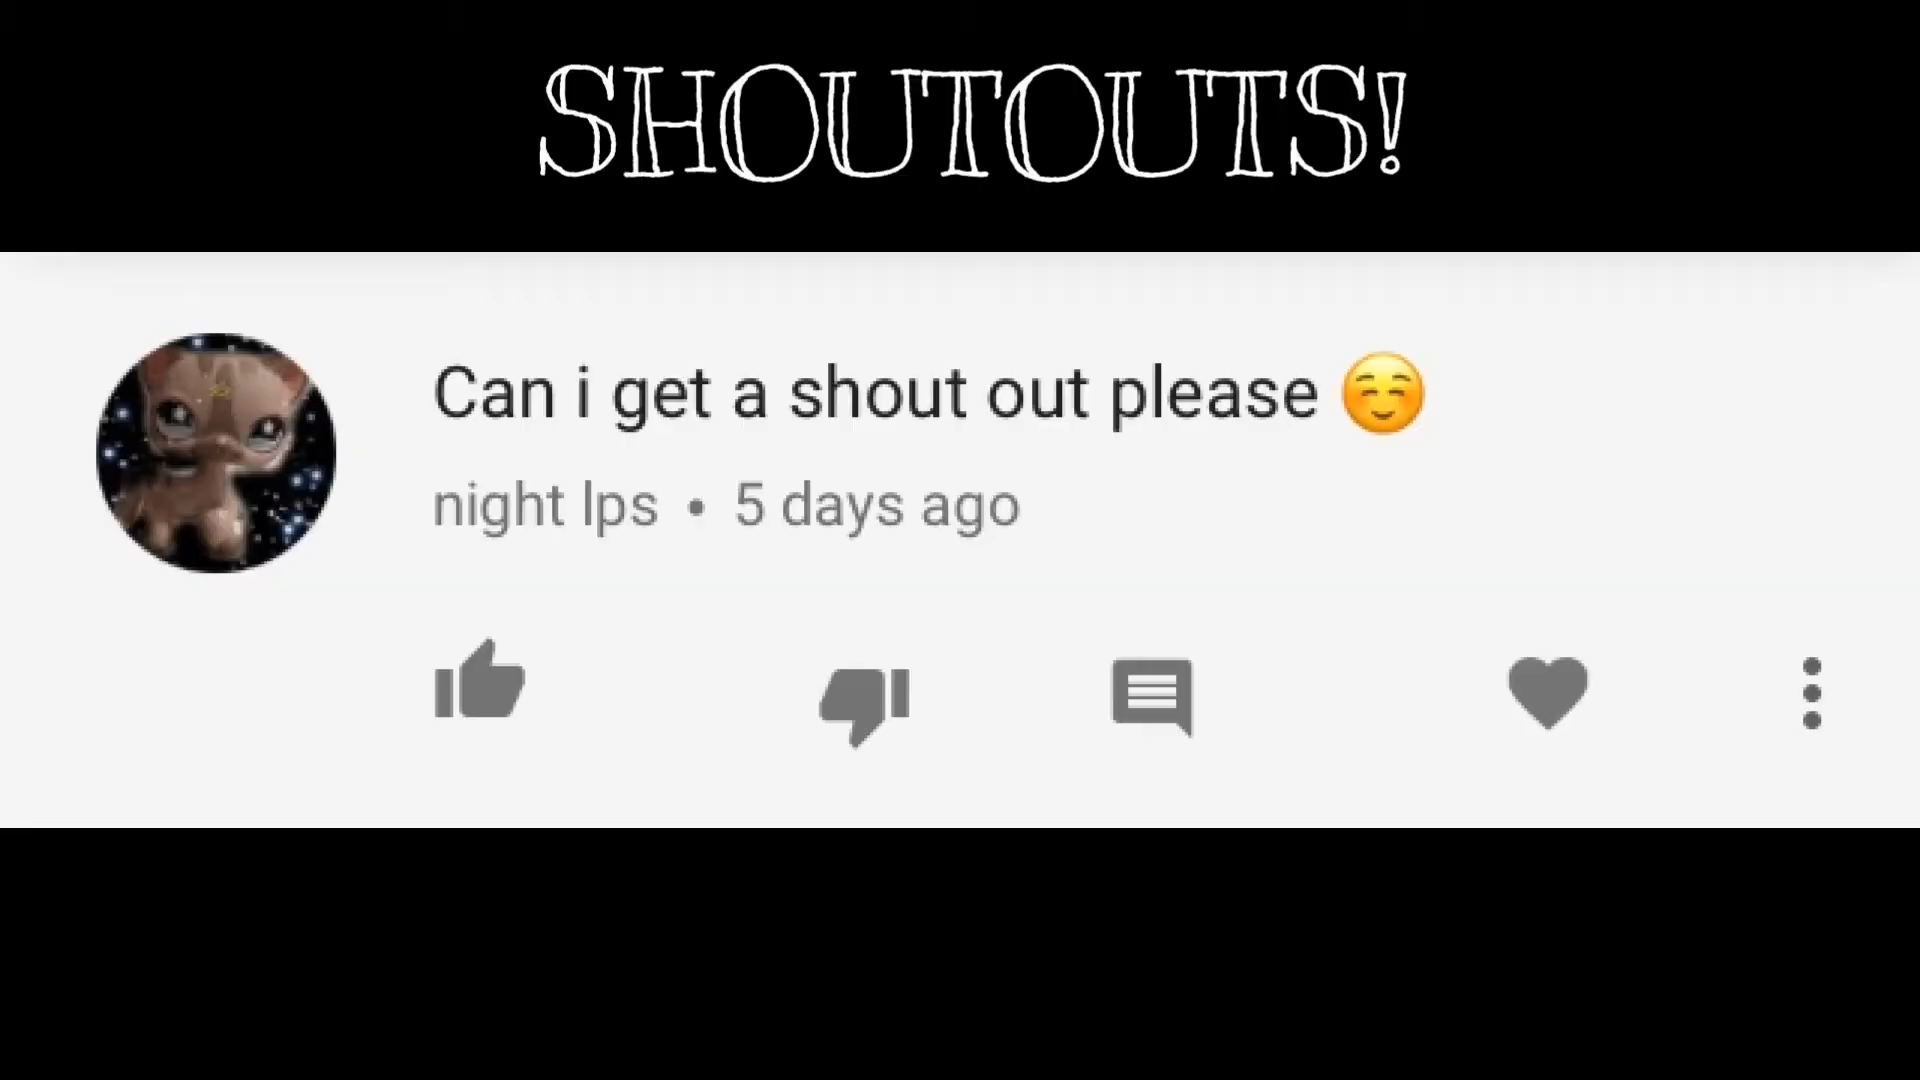 SHOUTOUTS!
Can i get a shout out please ☺️
night lps • 5 days ago